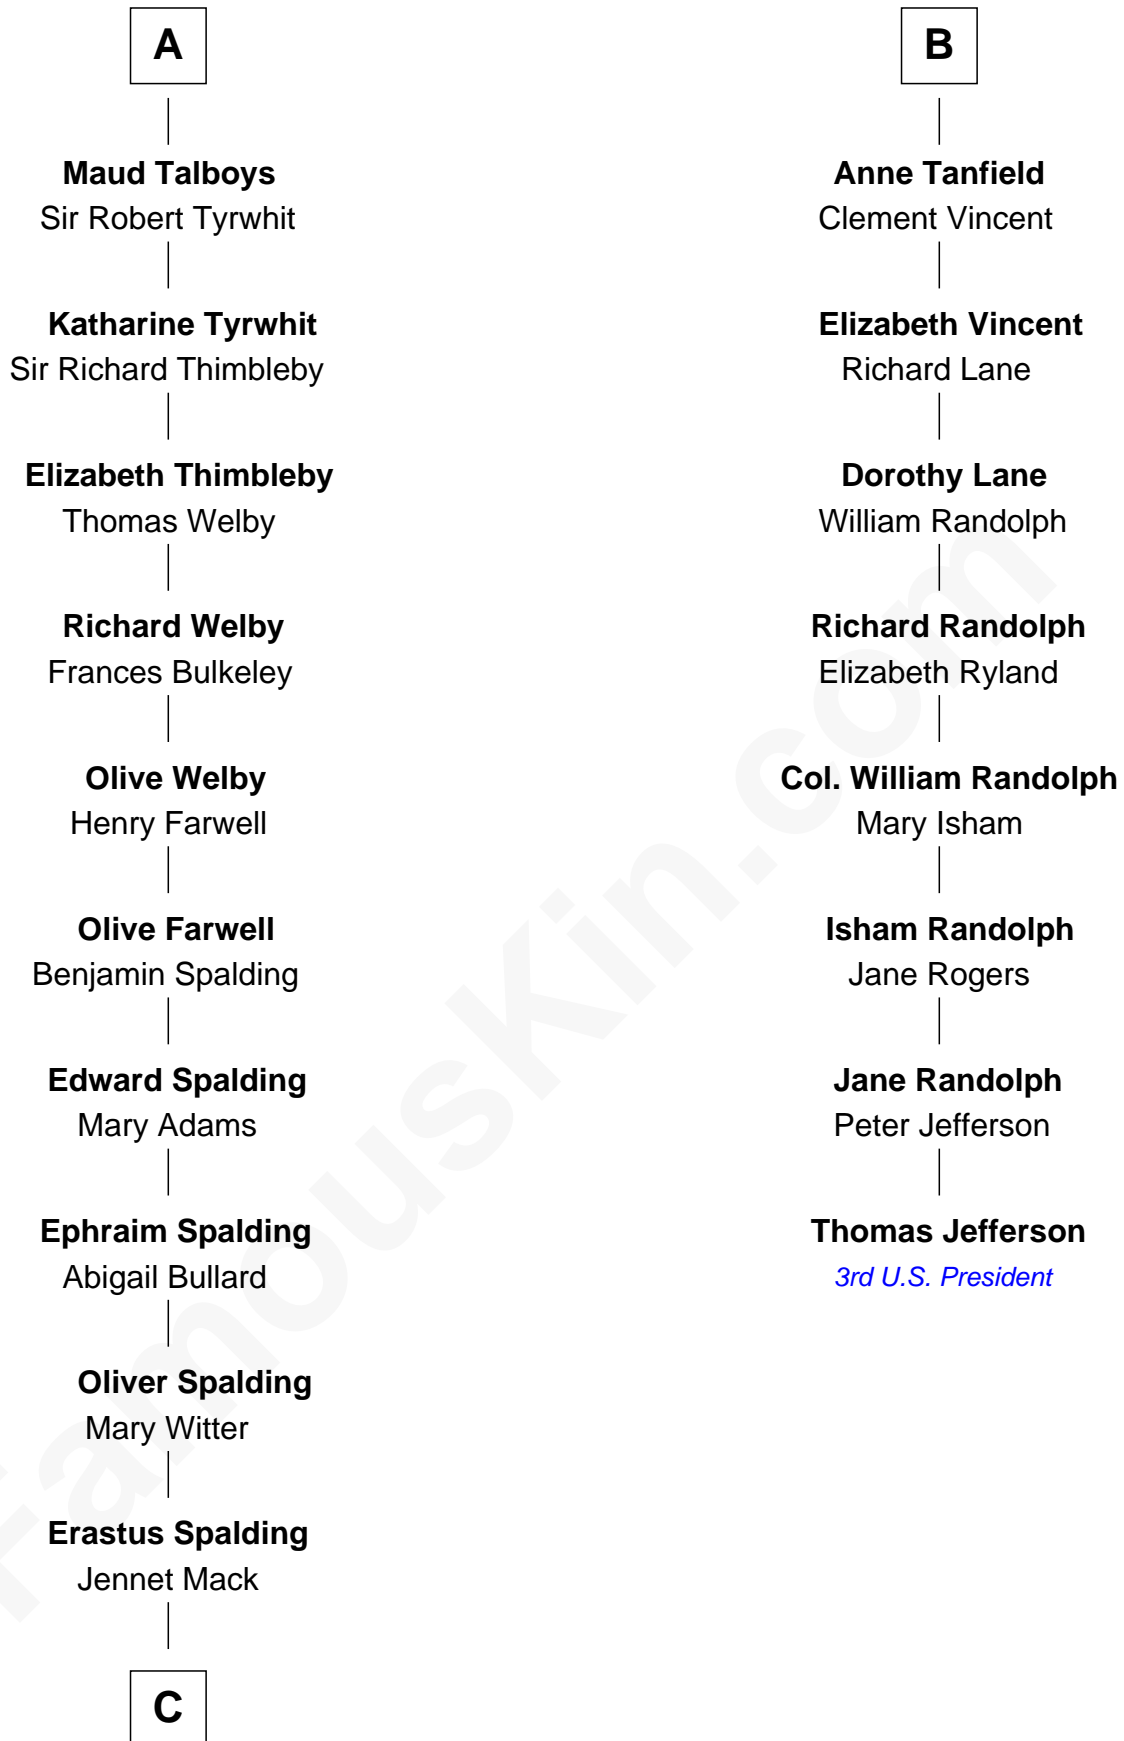 A
Maud Talboys
Sir Robert Tyrwhit
Katharine Tyrwhit
Sir Richard Thimbleby
Elizabeth Thimbleby
Thomas Welby
Richard Welby
Frances Bulkeley
Olive Welby
Henry Farwell
Olive Farwell
Benjamin Spalding
Edward Spalding
Mary Adams
Ephraim Spalding
Abigail Bullard
Oliver Spalding
Mary Witter
Erastus Spalding
Jennet Mack
C
B
Anne Tanfield
Clement Vincent
Elizabeth Vincent
Richard Lane
Dorothy Lane
William Randolph
Richard Randolph
Elizabeth Ryland
Col. William Randolph
Mary Isham
Isham Randolph
Jane Rogers
Jane Randolph
Peter Jefferson
Thomas Jefferson
3rd U.S. President
FamousKin.com